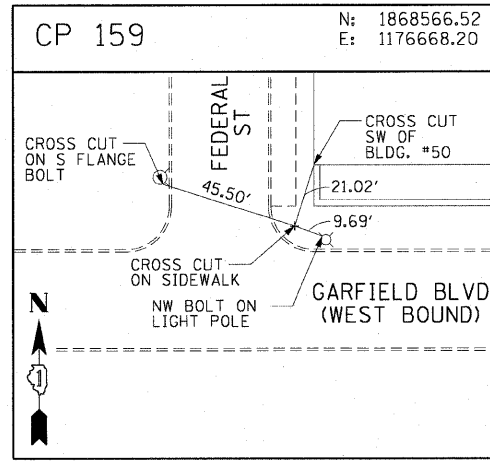 CP 159
N: 1868566.52
E: 1176668.20
FEDERAL
ST
CROSS CUT
SW OF
BLDG. #50
CROSS CUT
ON S FLANGE
BOLT
45.50'
21.02'
9.69'
CROSS CUT
ON SIDEWALK
NW BOLT ON
LIGHT POLE
GARFIELD BLVD
(WEST BOUND)
N
1